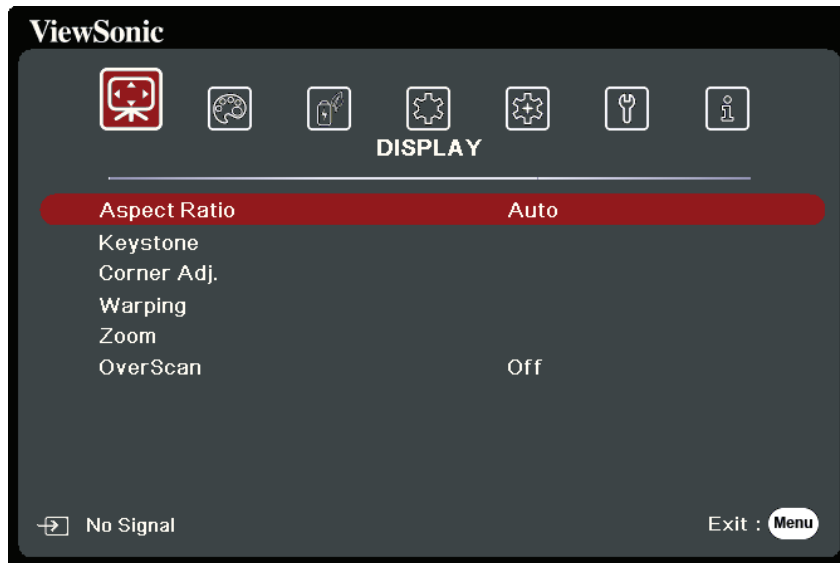 ViewSonic
DISPLAY
Aspect Ratio Auto
Keystone
Corner Adj.
Warping
Zoom
OverScan Off
No Signal Exit : Menu